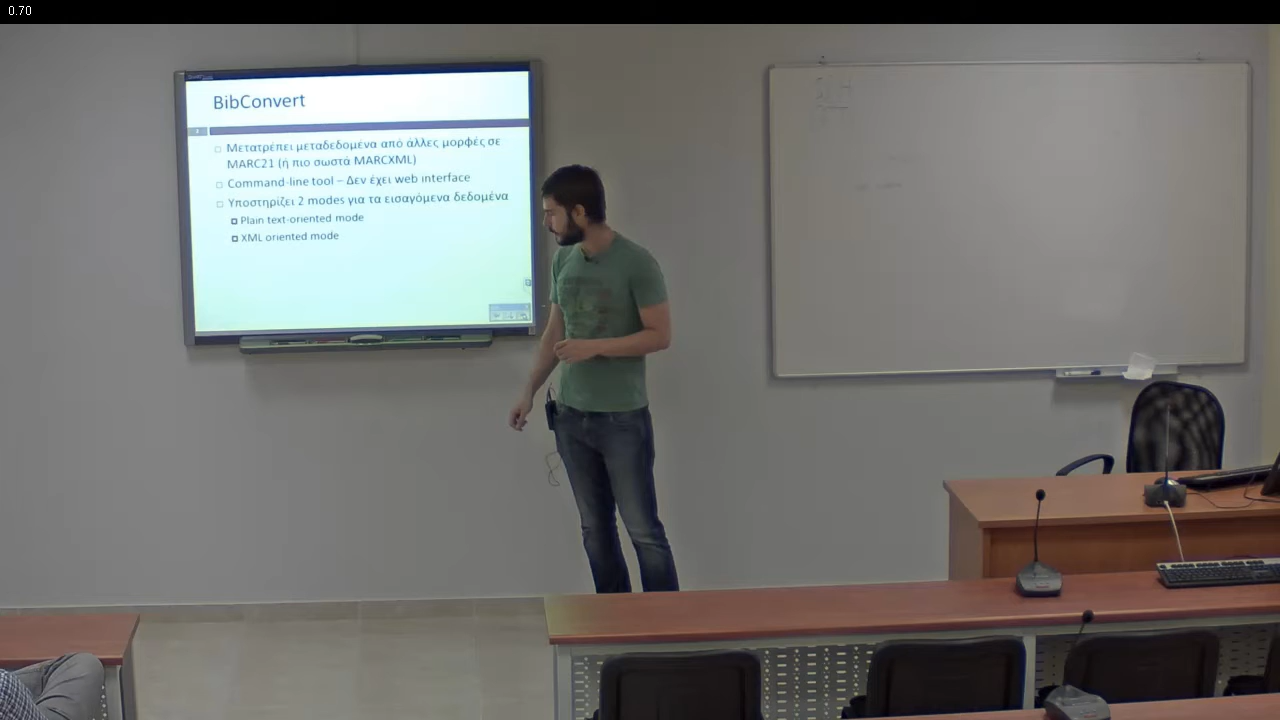 0.70
BibConvert
Μετατρέπει μεταδεδομένα από άλλες μορφές σε
MARC21 (ή πιο σωστά MARCXML)
Command-line tool – Δεν έχει web interface
Υποστηρίζει 2 modes για τα εισαγόμενα δεδομένα
Plain text-oriented mode
XML oriented mode